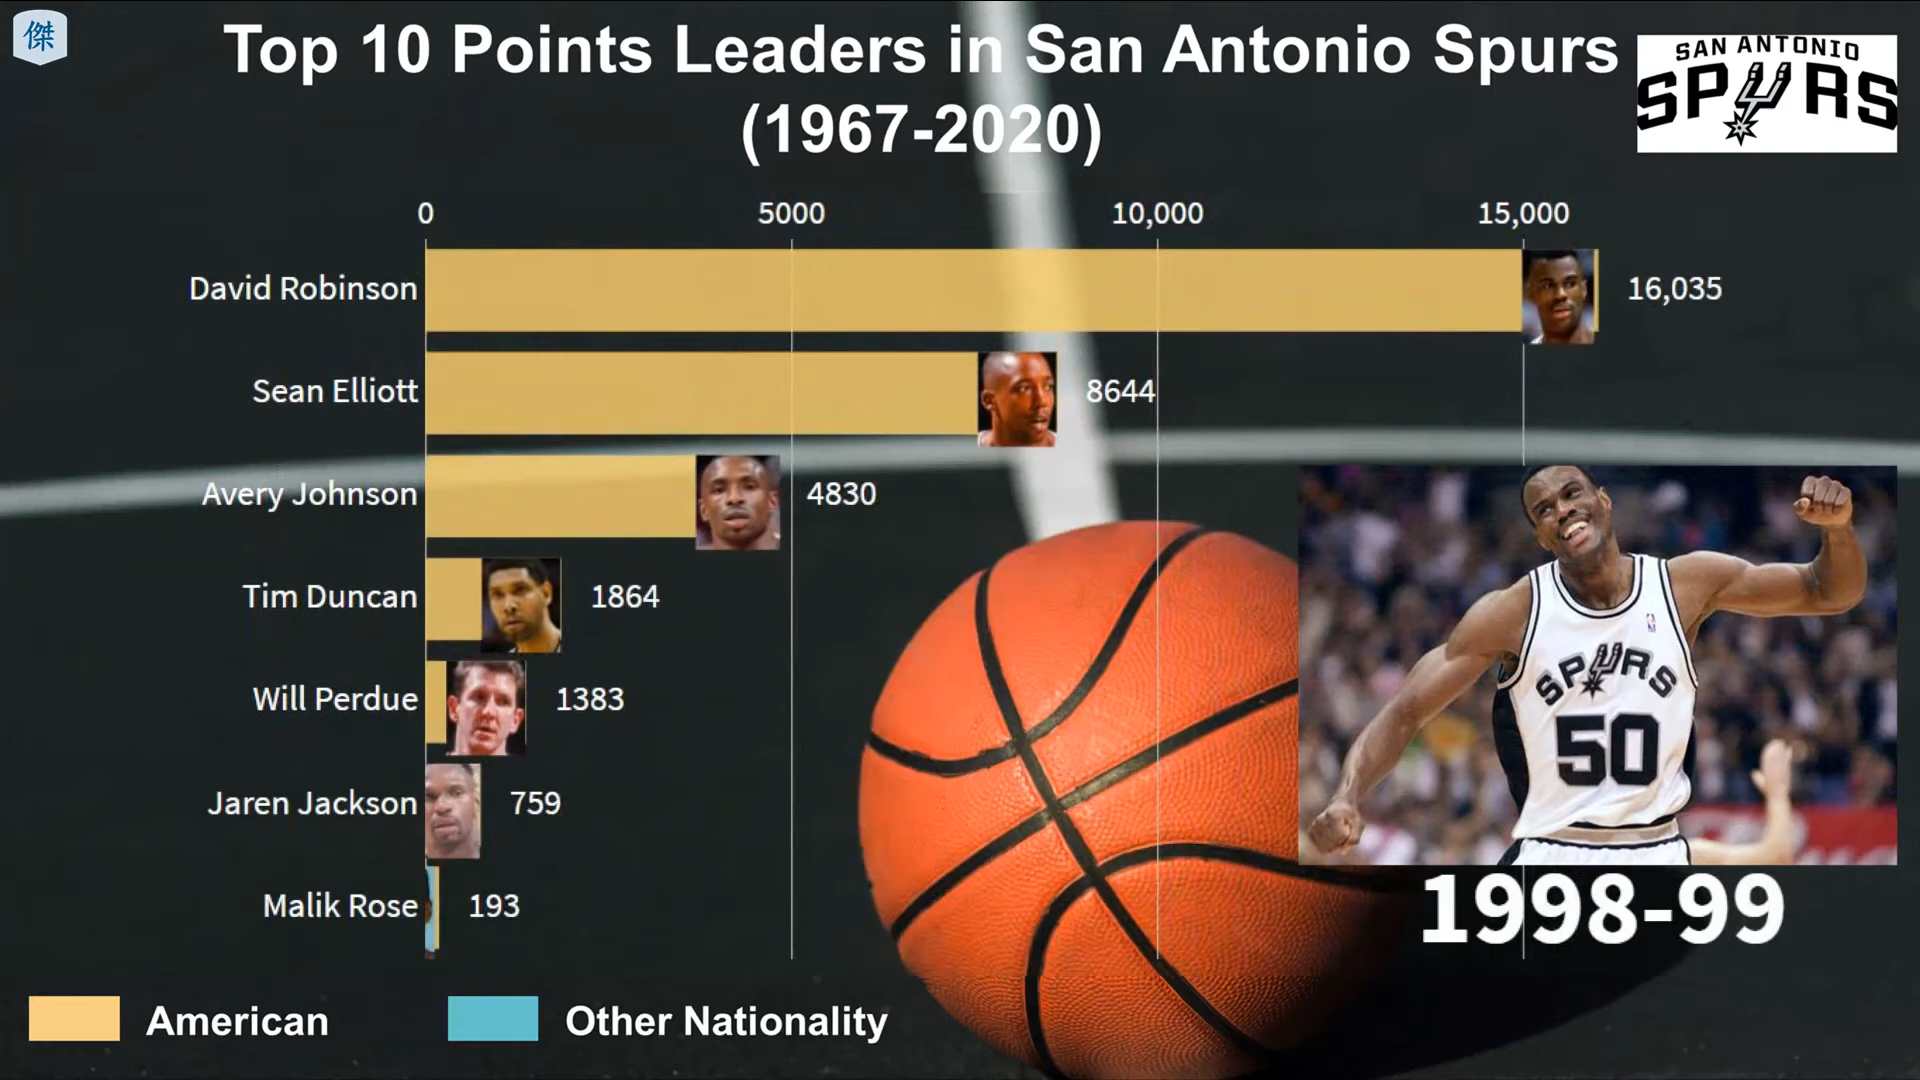 傑
Top 10 Points Leaders in San Antonio Spurs
(1967-2020)
SAN ANTONIO
SPURS
0 5000 10,000 15,000
David Robinson 16,035
Sean Elliott 8644
Avery Johnson 4830
Tim Duncan 1864
Will Perdue 1383
Jaren Jackson 759
Malik Rose 193
SPURS
50
1998-99
American Other Nationality